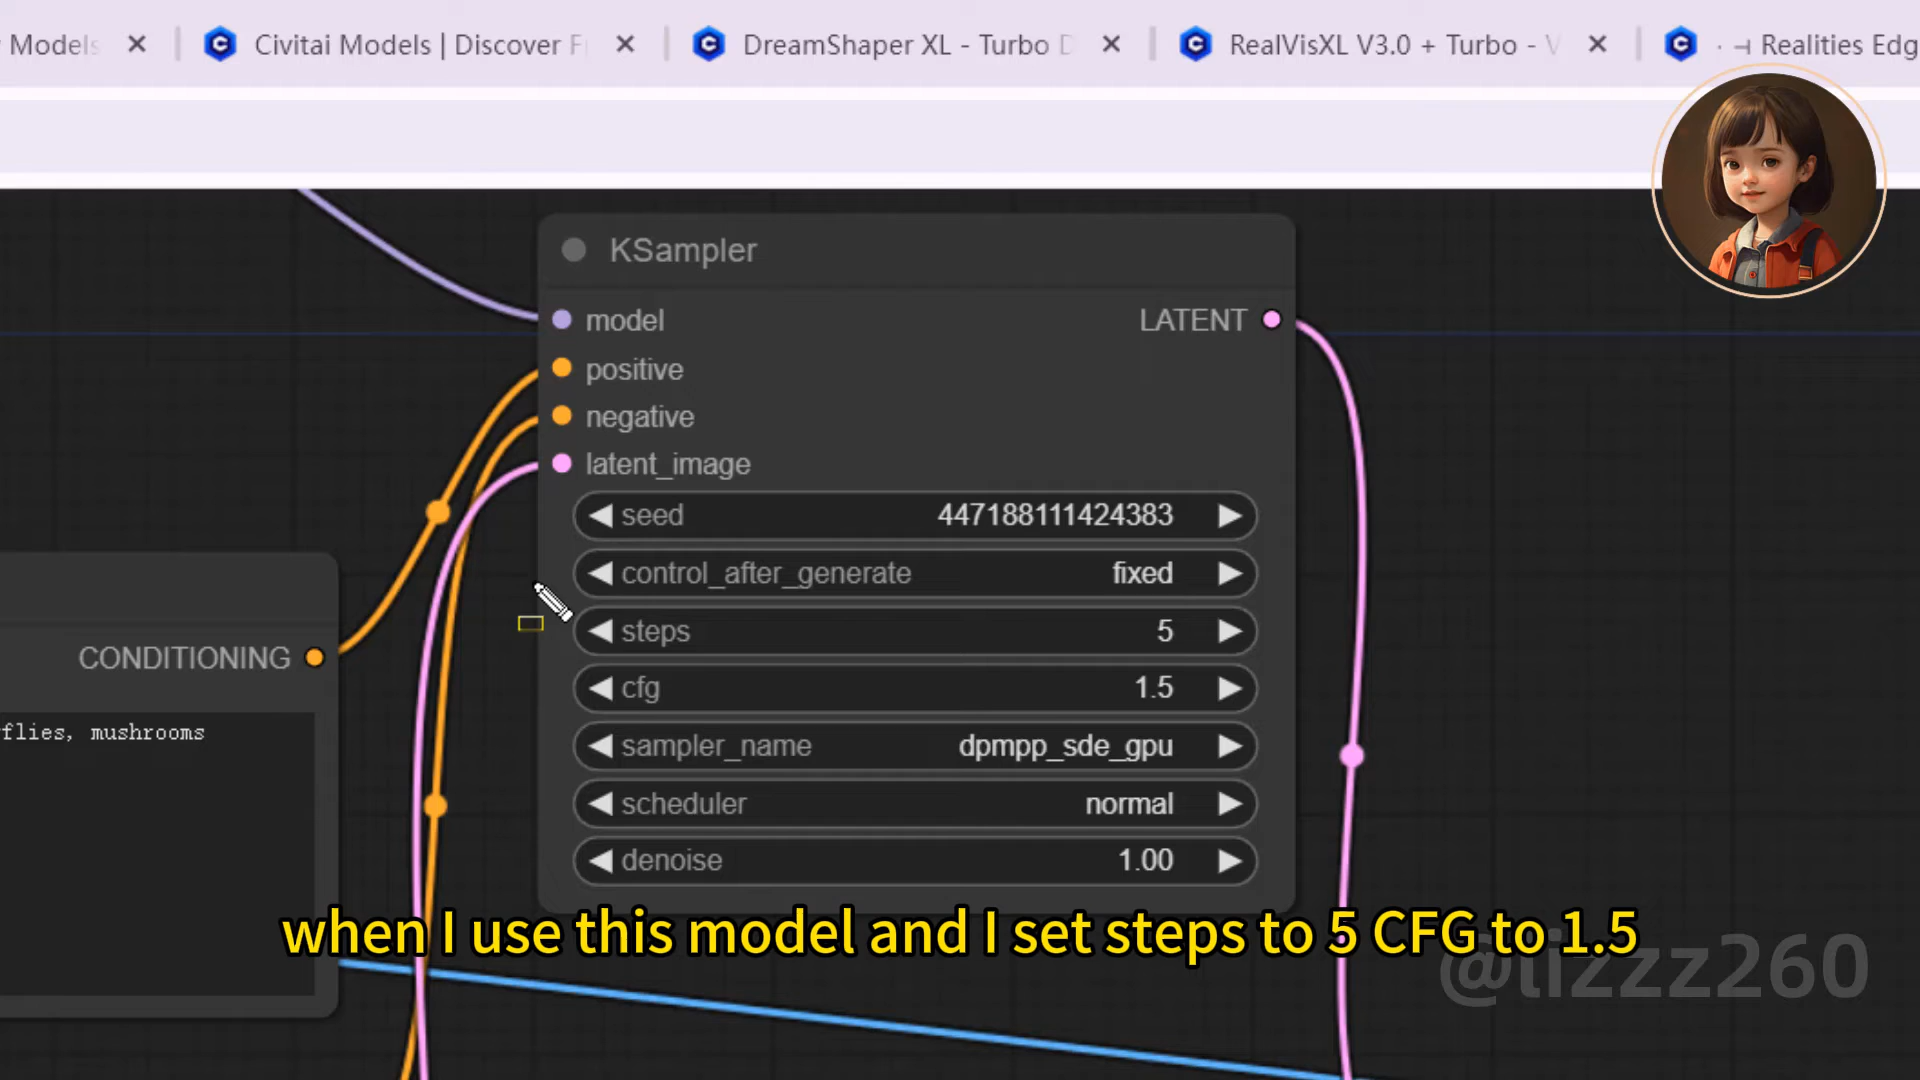 Models
Civitai Models | Discover F
DreamShaper XL - Turbo D
RealVisXL V3.0 + Turbo - V
Realities Edg
KSampler
model
LATENT
positive
negative
latent_image
seed 447188111424383
control_after_generate fixed
steps 5
CONDITIONING
cfg 1.5
flies, mushrooms
sampler_name dpmpp_sde_gpu
scheduler normal
denoise 1.00
when I use this model and I set steps to 5 CFG to 1.5
@lizzz260